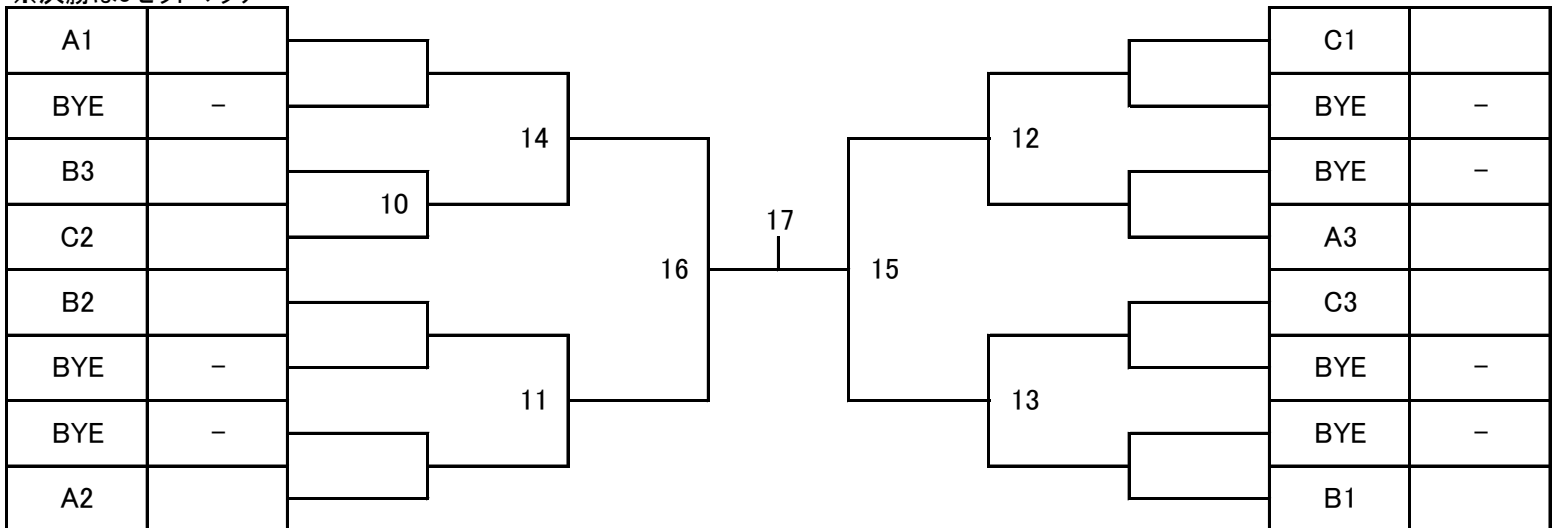 A1 C1
BYE - BYE -
14 12
B3 BYE -
10
C2 A3
17
16 15
B2 C3
BYE - BYE -
11 13
BYE - BYE -
A2 B1